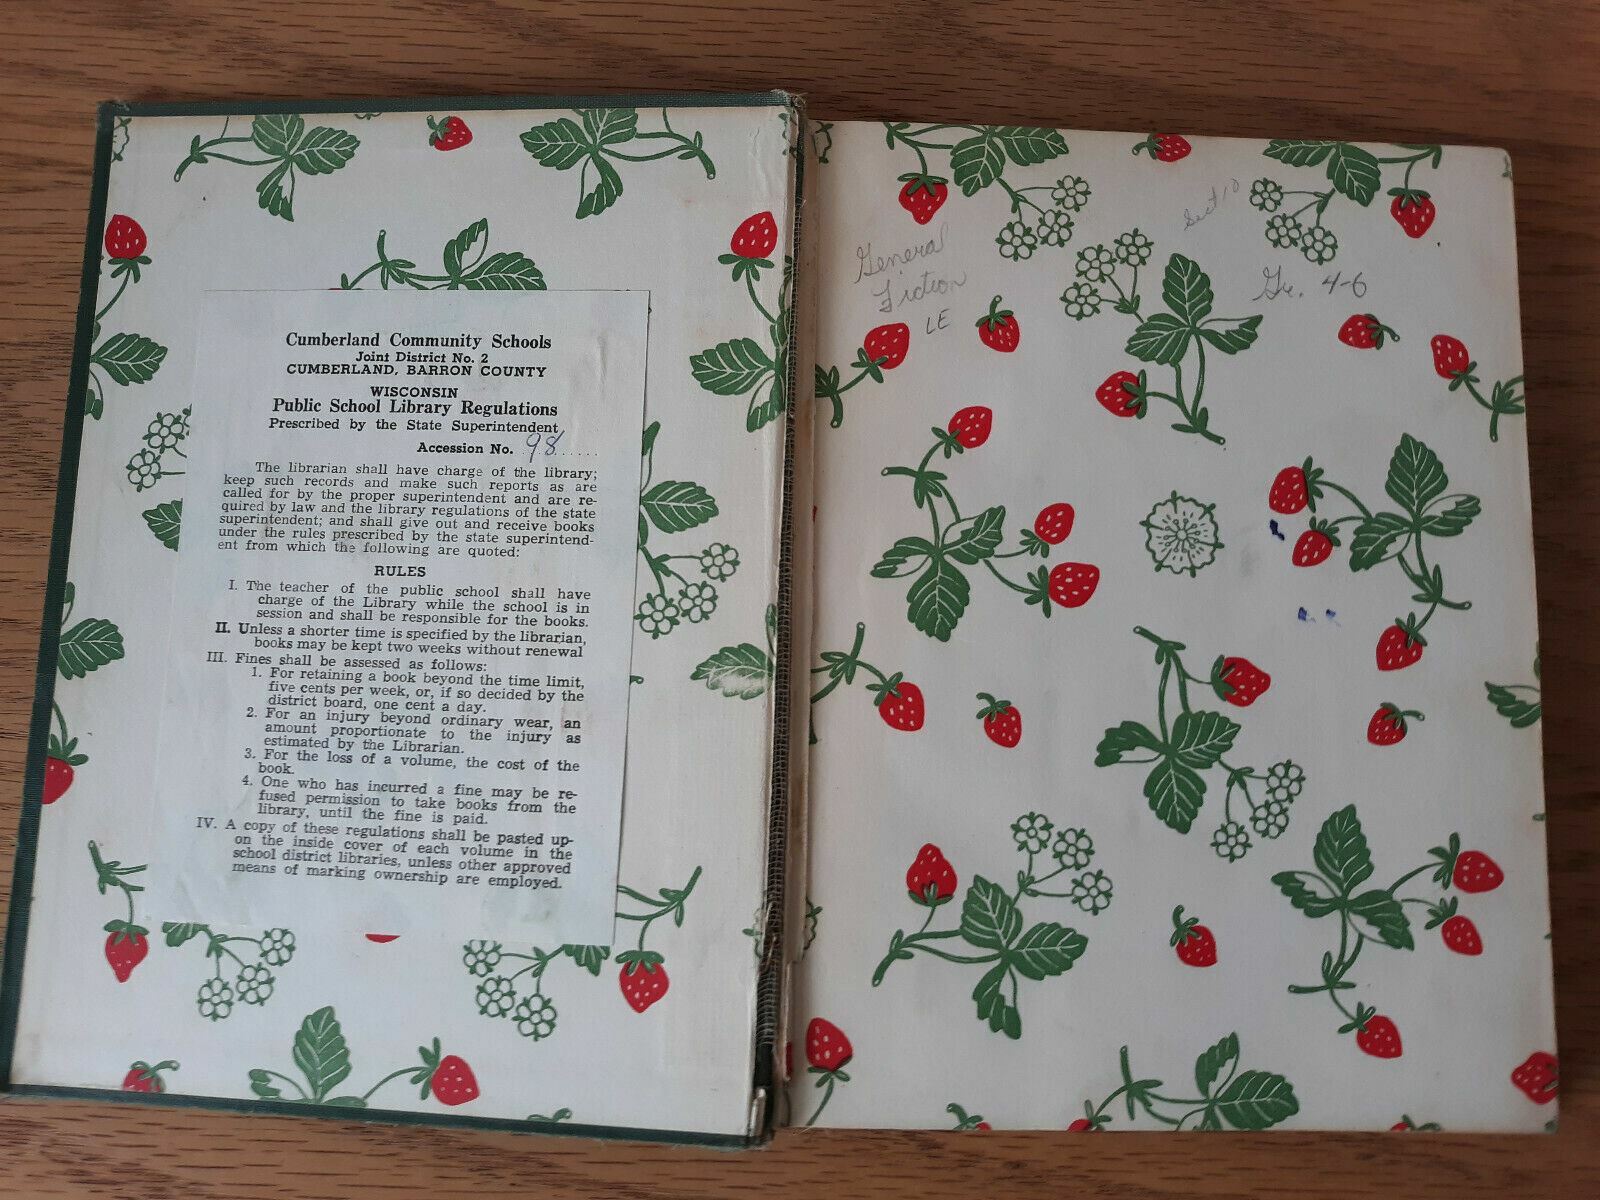 Cumberland Community Schools
Joint District No. 2
CUMBERLAND, BARRON COUNTY
WISCONSIN
Public School Library Regulations
Prescribed by the State Superintendent
Accession No. 98......
The librarian shall have charge of the library;
keep such records and make such reports as are
called for by the proper superintendent and are re-
quired by law and the library regulations of the state
superintendent; and shall give out and receive books
under the rules prescribed by the state superintend-
ent from which the following are quoted:
RULES
I. The teacher of the public school shall have
charge of the Library while the school is in
session and shall be responsible for the books.
II. Unless a shorter time is specified by the librarian,
books may be kept two weeks without renewal
III. Fines shall be assessed as follows:
1. For retaining a book beyond the time limit,
five cents per week, or, if so decided by the
district board, one cent a day.
2. For an injury beyond ordinary wear, an
amount proportionate to the injury as
estimated by the Librarian.
3. For the loss of a volume, the cost of the
book.
4. One who has incurred a fine may be re-
fused permission to take books from the
library, until the fine is paid.
IV. A copy of these regulations shall be pasted up-
on the inside cover of each volume in the
school district libraries, unless other approved
means of marking ownership are employed.
General
Fiction
LE
Sect 10
Gr. 4-6